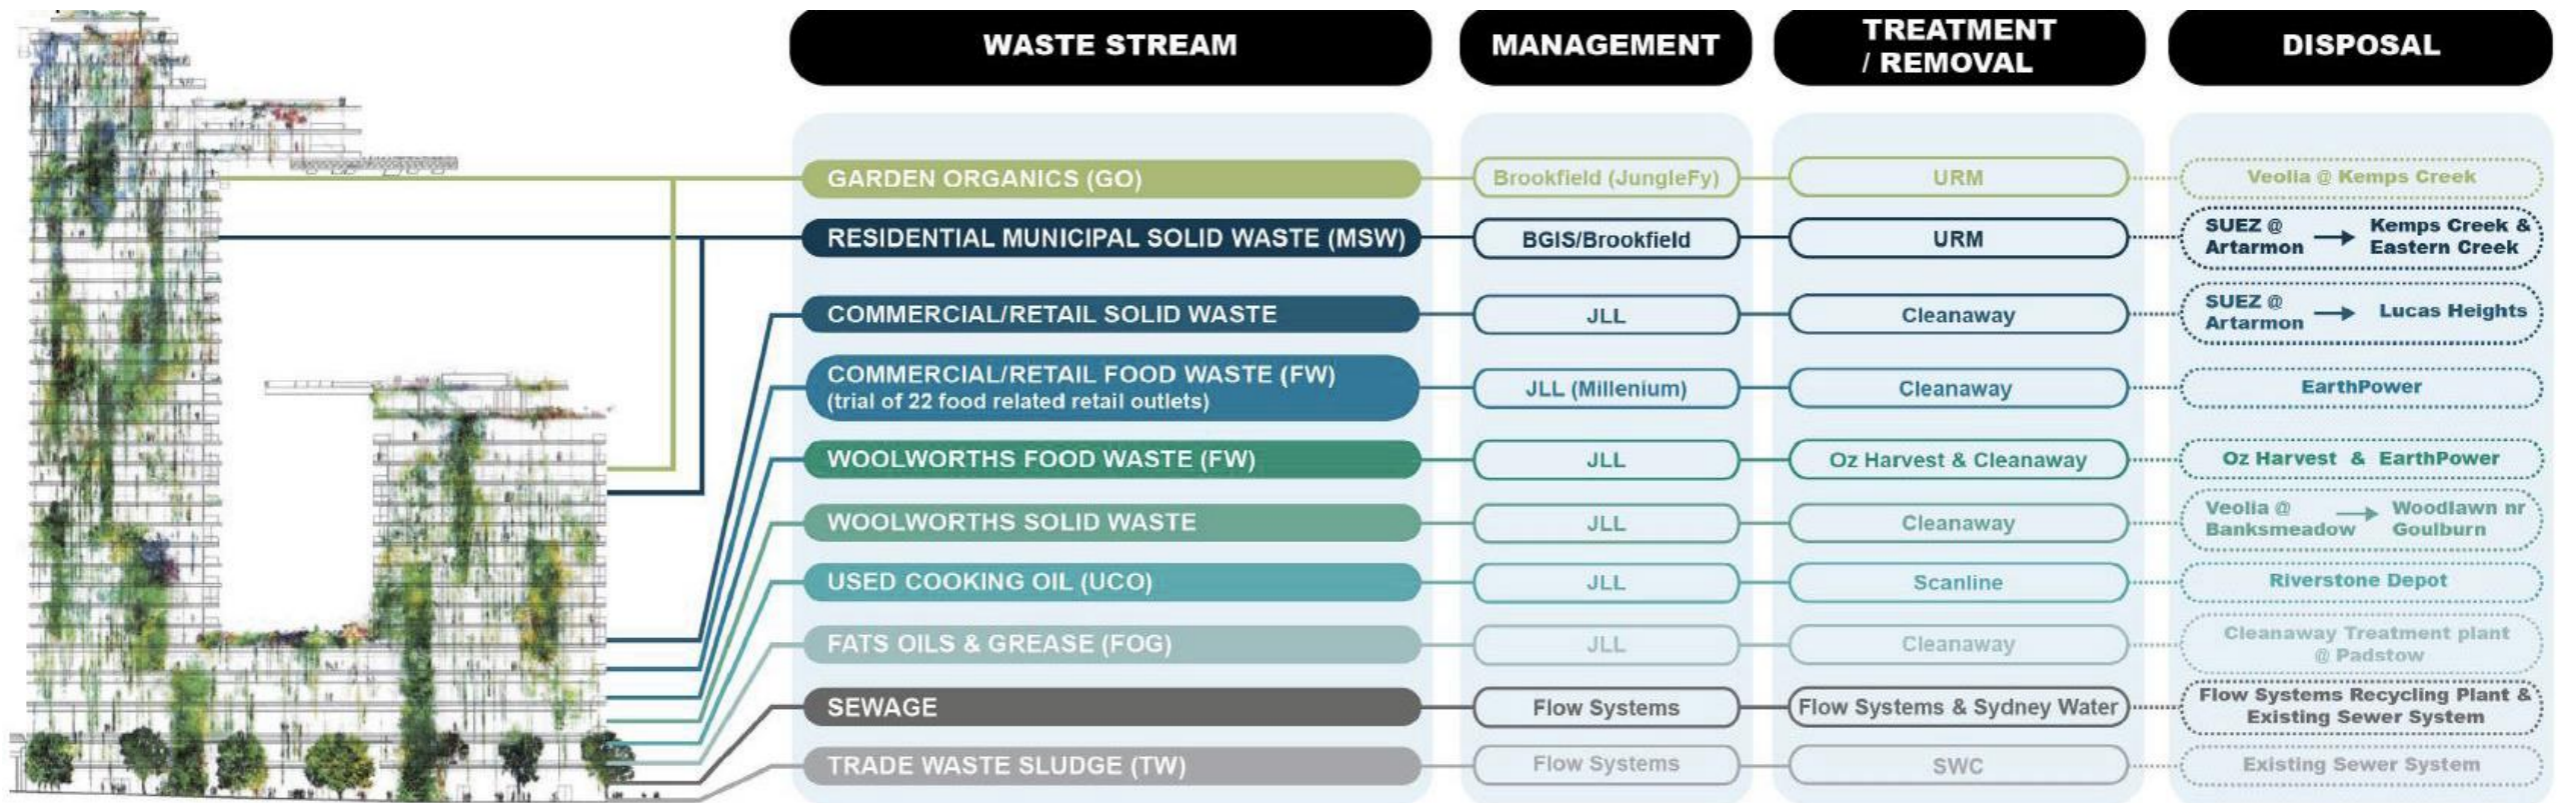 WASTE STREAM
MANAGEMENT
TREATMENT
/ REMOVAL
DISPOSAL
GARDEN ORGANICS (GO)
Brookfield (JungleFy)
URM
Veolia @ Kemps Creek
RESIDENTIAL MUNICIPAL SOLID WASTE (MSW)
BGIS/Brookfield
URM
SUEZ @
Artarmon
Kemps Creek &
Eastern Creek
COMMERCIAL/RETAIL SOLID WASTE
JLL
Cleanaway
SUEZ @
Artarmon
Lucas Heights
COMMERCIAL/RETAIL FOOD WASTE (FW)
(trial of 22 food related retail outlets)
JLL (Millenium)
Cleanaway
EarthPower
WOOLWORTHS FOOD WASTE (FW)
JLL
Oz Harvest & Cleanaway
Oz Harvest & EarthPower
WOOLWORTHS SOLID WASTE
JLL
Cleanaway
Veolia @
Banksmeadow
Woodlawn nr
Goulburn
USED COOKING OIL (UCO)
JLL
Scanline
Riverstone Depot
FATS OILS & GREASE (FOG)
JLL
Cleanaway
Cleanaway Treatment plant
@ Padstow
SEWAGE
Flow Systems
Flow Systems & Sydney Water
Flow Systems Recycling Plant &
Existing Sewer System
TRADE WASTE SLUDGE (TW)
Flow Systems
SWC
Existing Sewer System